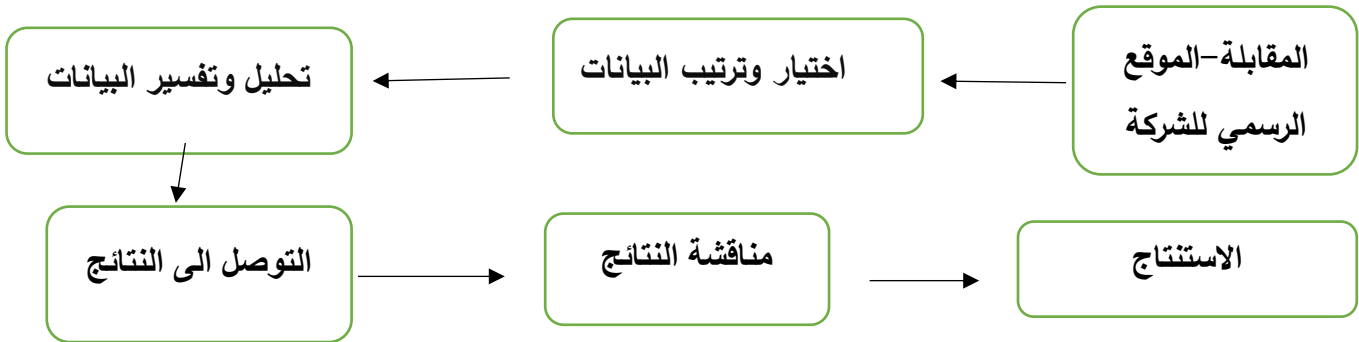 المقابلة-الموقع
الرسمي للشركة
اختيار وترتيب البيانات
تحليل وتفسير البيانات
التوصل الى النتائج
مناقشة النتائج
الاستنتاج